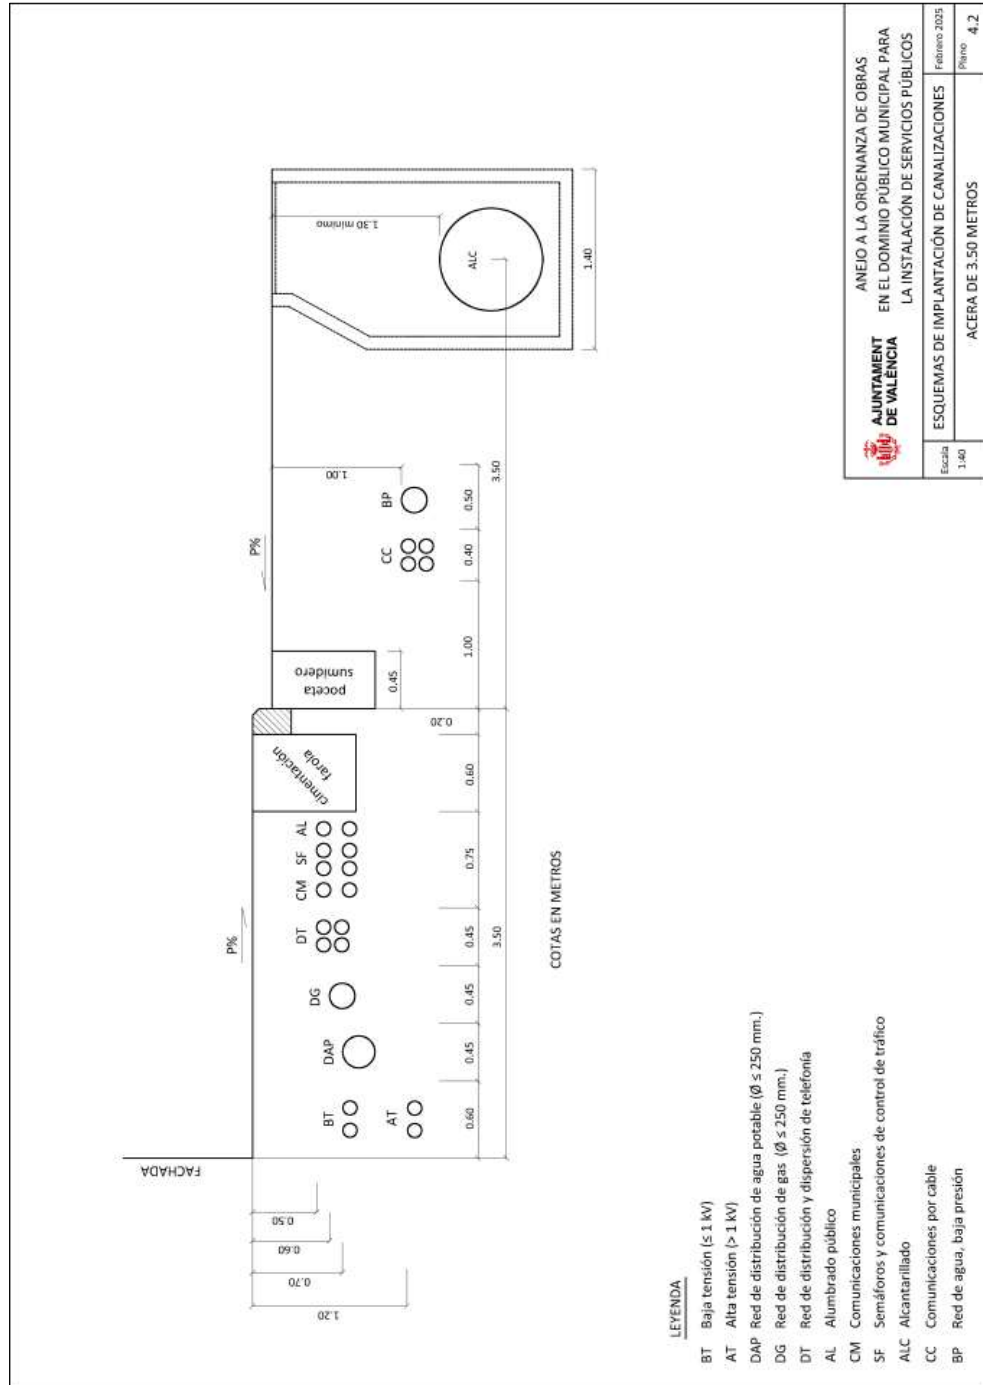 FACHADA
0.50
0.60
0.70
1.20
P%
BT
AT
DAP
DG
DT
CM SF AL
cimentación
farola
poceta
sumidero
0.45
P%
CC
BP
1.00
1.30 mínimo
ALC
1.40
0.60 0.45 0.45 0.45 0.75 0.60 0.20 1.00 0.40 0.50
3.50 3.50
COTAS EN METROS
LEYENDA
BT Baja tensión (≤ 1 kV)
AT Alta tensión (> 1 kV)
DAP Red de distribución de agua potable (Ø ≤ 250 mm.)
DG Red de distribución de gas (Ø ≤ 250 mm.)
DT Red de distribución y dispersión de telefonía
AL Alumbrado público
CM Comunicaciones municipales
SF Semáforos y comunicaciones de control de tráfico
ALC Alcantarillado
CC Comunicaciones por cable
BP Red de agua, baja presión
AJUNTAMENT
DE VALÈNCIA
ANEJO A LA ORDENANZA DE OBRAS
EN EL DOMINIO PÚBLICO MUNICIPAL PARA
LA INSTALACIÓN DE SERVICIOS PÚBLICOS
Escala
1:40
ESQUEMAS DE IMPLANTACIÓN DE CANALIZACIONES
ACERA DE 3.50 METROS
Febrero 2025
Plano 4.2